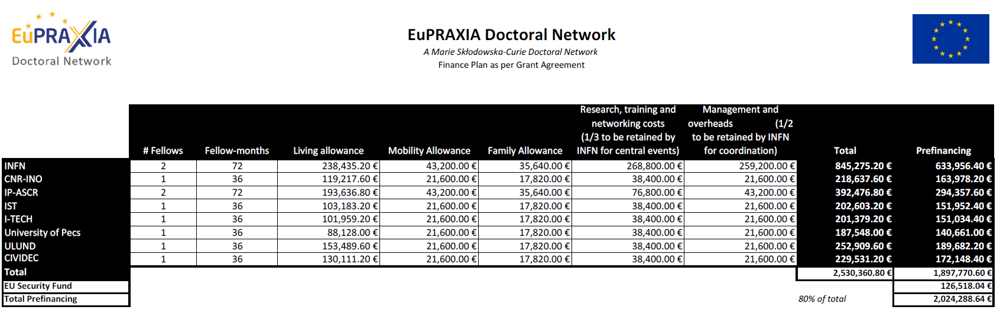 EuPRAXIA
Doctoral Network
EuPRAXIA Doctoral Network
A Marie Skłodowska-Curie Doctoral Network
Finance Plan as per Grant Agreement
# Fellows Fellow-months Living allowance Mobility Allowance Family Allowance Research, training and networking costs (1/3 to be retained by INFN for central events) Management and overheads (1/2 to be retained by INFN for coordination) Total Prefinancing
INFN 2 72 238,435.20 € 43,200.00 € 35,640.00 € 268,800.00 € 259,200.00 € 845,275.20 € 633,956.40 €
CNR-INO 1 36 119,217.60 € 21,600.00 € 17,820.00 € 38,400.00 € 21,600.00 € 218,637.60 € 163,978.20 €
IP-ASCR 2 72 193,636.80 € 43,200.00 € 35,640.00 € 76,800.00 € 43,200.00 € 392,476.80 € 294,357.60 €
IST 1 36 103,183.20 € 21,600.00 € 17,820.00 € 38,400.00 € 21,600.00 € 202,603.20 € 151,952.40 €
I-TECH 1 36 101,959.20 € 21,600.00 € 17,820.00 € 38,400.00 € 21,600.00 € 201,379.20 € 151,034.40 €
University of Pecs 1 36 88,128.00 € 21,600.00 € 17,820.00 € 38,400.00 € 21,600.00 € 187,548.00 € 140,661.00 €
ULUND 1 36 153,489.60 € 21,600.00 € 17,820.00 € 38,400.00 € 21,600.00 € 252,909.60 € 189,682.20 €
CIVIDEC 1 36 130,111.20 € 21,600.00 € 17,820.00 € 38,400.00 € 21,600.00 € 229,531.20 € 172,148.40 €
Total 2,530,360.80 € 1,897,770.60 €
EU Security Fund 126,518.04 €
Total Prefinancing 80% of total 2,024,288.64 €